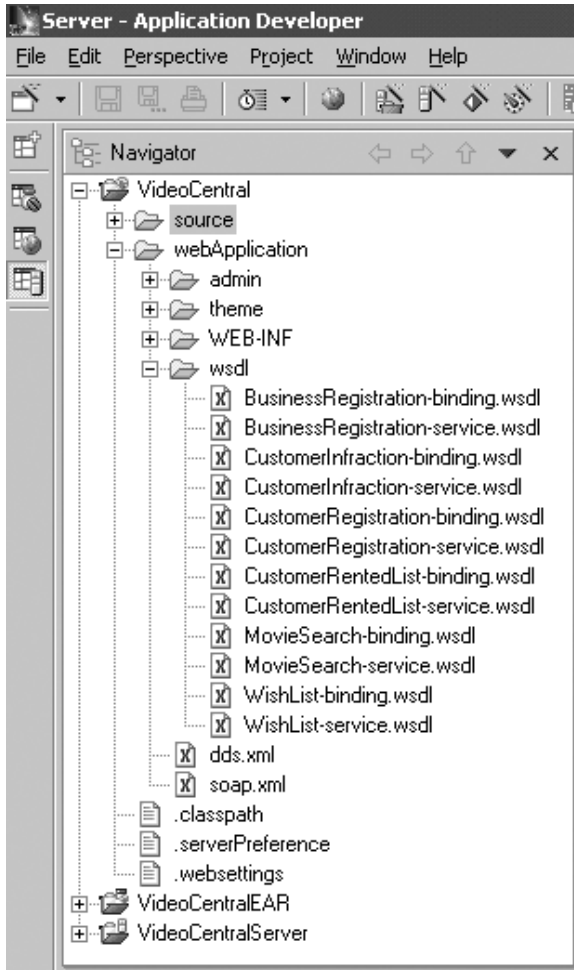 Server - Application Developer
File Edit Perspective Project Window Help
Navigator
VideoCentral
source
webApplication
admin
theme
WEB-INF
wsdl
BusinessRegistration-binding.wsdl
BusinessRegistration-service.wsdl
CustomerInfraction-binding.wsdl
CustomerInfraction-service.wsdl
CustomerRegistration-binding.wsdl
CustomerRegistration-service.wsdl
CustomerRentedList-binding.wsdl
CustomerRentedList-service.wsdl
MovieSearch-binding.wsdl
MovieSearch-service.wsdl
WishList-binding.wsdl
WishList-service.wsdl
dds.xml
soap.xml
.classpath
.serverPreference
.websettings
VideoCentralEAR
VideoCentralServer